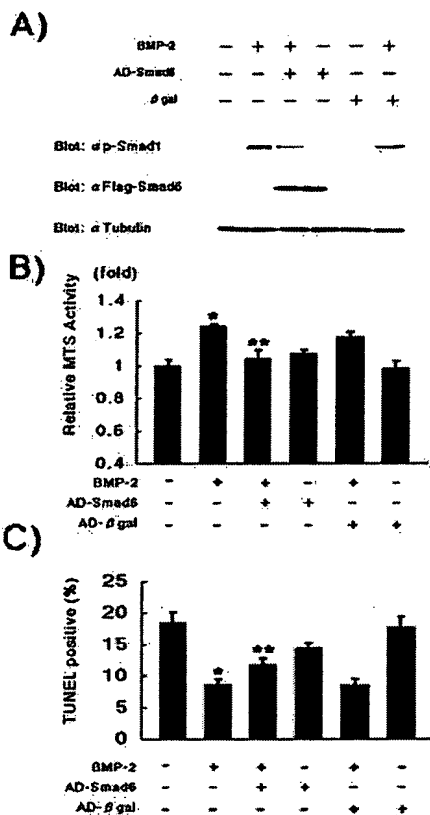 A)
BMP-2 − + + − − +
AD-Smad6 − − + + − −
β gal − − − − + +
Blot: α p-Smad1
Blot: α Flag-Smad6
Blot: α Tubulin
B) (fold)
Relative MTS Activity
1.4
1.2
1
0.8
0.6
0.4
* **
BMP-2 - + + - + -
AD-Smad6 - - + + - -
AD-β gal - - - - + +
C)
TUNEL positive (%)
25
20
15
10
5
0
* **
BMP-2 - + + - + -
AD-Smad6 - - + + - -
AD-β gal - - - - + +